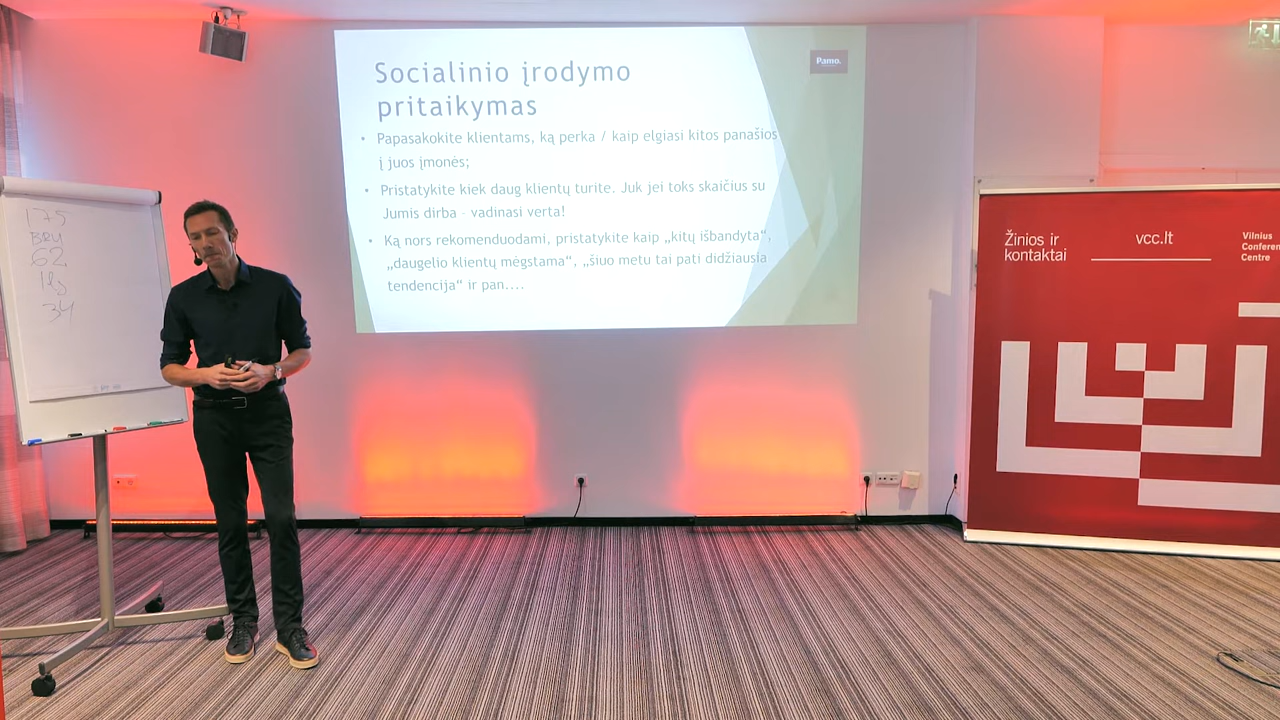 Socialinio įrodymo
pritaikymas
• Papasakokite klientams, ką perka / kaip elgiasi kitos panašios
į juos įmonės;
• Pristatykite kiek daug klientų turite. Juk jei toks skaičius su
Jumis dirba – vadinasi verta!
• Ką nors rekomenduodami, pristatykite kaip „kitų išbandyta“,
„daugelio klientų mėgstama“, „šiuo metu tai pati didžiausia
tendencija“ ir pan....
Pamo.
175
BRU
62
34
Žinios ir
kontaktai
vcc.lt
Vilnius
Conferen
Centre